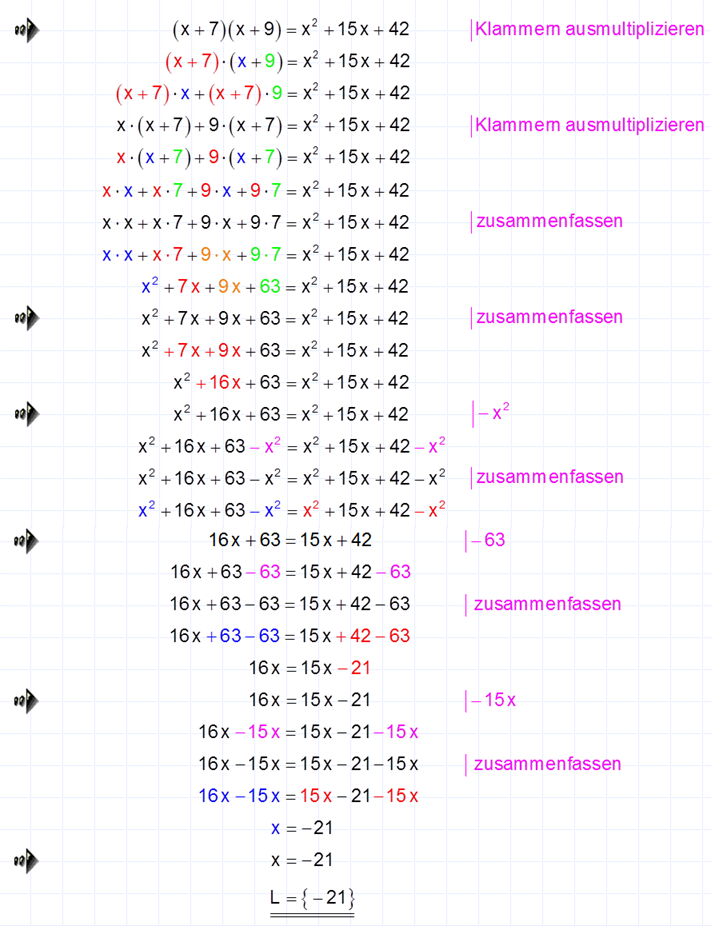 (x+7)(x+9) = x² + 15x + 42 |Klammern ausmultiplizieren
(x+7)·(x+9) = x² + 15x + 42
(x+7)·x+(x+7)·9 = x² + 15x + 42
x·(x+7)+9·(x+7) = x² + 15x + 42 |Klammern ausmultiplizieren
x·(x+7)+9·(x+7) = x² + 15x + 42
x·x+x·7+9·x+9·7 = x² + 15x + 42
x·x+x·7+9·x+9·7 = x² + 15x + 42 |zusammenfassen
x·x+x·7+9·x+9·7 = x² + 15x + 42
x² + 7x + 9x + 63 = x² + 15x + 42
x² + 7x + 9x + 63 = x² + 15x + 42 |zusammenfassen
x² + 7x + 9x + 63 = x² + 15x + 42
x² + 16x + 63 = x² + 15x + 42
x² + 16x + 63 = x² + 15x + 42 |− x²
x² + 16x + 63 − x² = x² + 15x + 42 − x²
x² + 16x + 63 − x² = x² + 15x + 42 − x² |zusammenfassen
x² + 16x + 63 − x² = x² + 15x + 42 − x²
16x + 63 = 15x + 42 |− 63
16x + 63 − 63 = 15x + 42 − 63
16x + 63 − 63 = 15x + 42 − 63 |zusammenfassen
16x + 63 − 63 = 15x + 42 − 63
16x = 15x − 21
16x = 15x − 21 |− 15x
16x − 15x = 15x − 21 − 15x
16x − 15x = 15x − 21 − 15x |zusammenfassen
16x − 15x = 15x − 21 − 15x
x = −21
x = −21
L = {−21}